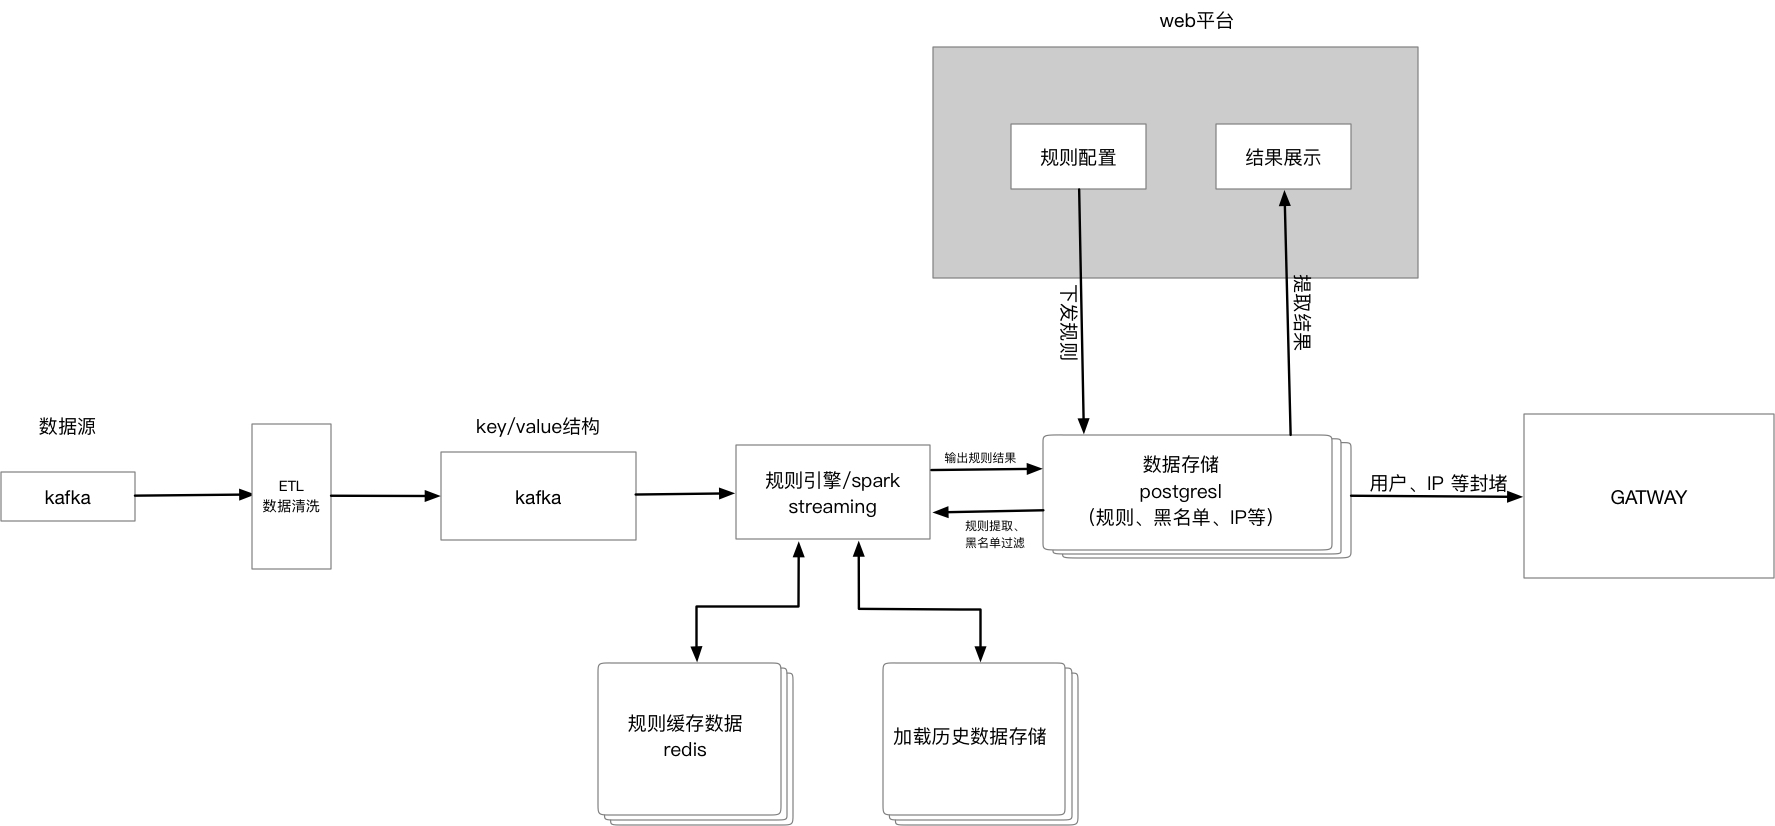 web平台
规则配置
结果展示
下发规则
提取结果
数据源
kafka
ETL
数据清洗
key/value结构
kafka
规则引擎/spark
streaming
输出规则结果
规则提取、
黑名单过滤
数据存储
postgresl
（规则、黑名单、IP等）
用户、IP 等封堵
GATWAY
规则缓存数据
redis
加载历史数据存储